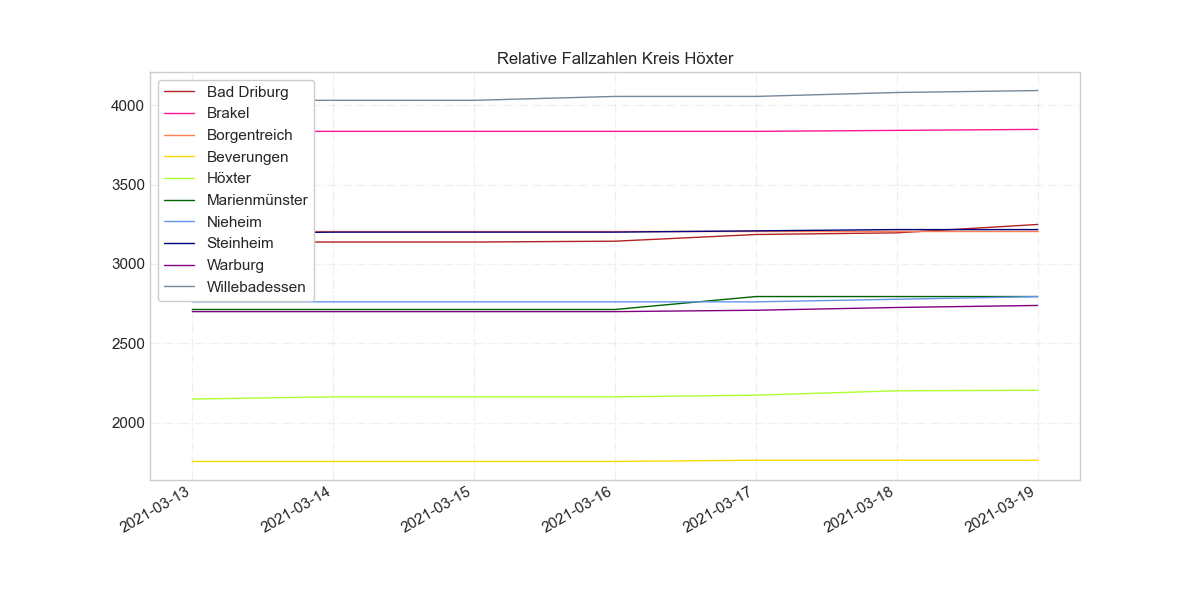 Relative Fallzahlen Kreis Höxter
Bad Driburg
Brakel
Borgentreich
Beverungen
Höxter
Marienmünster
Nieheim
Steinheim
Warburg
Willebadessen
4000
3500
3000
2500
2000
2021-03-13
2021-03-14
2021-03-15
2021-03-16
2021-03-17
2021-03-18
2021-03-19